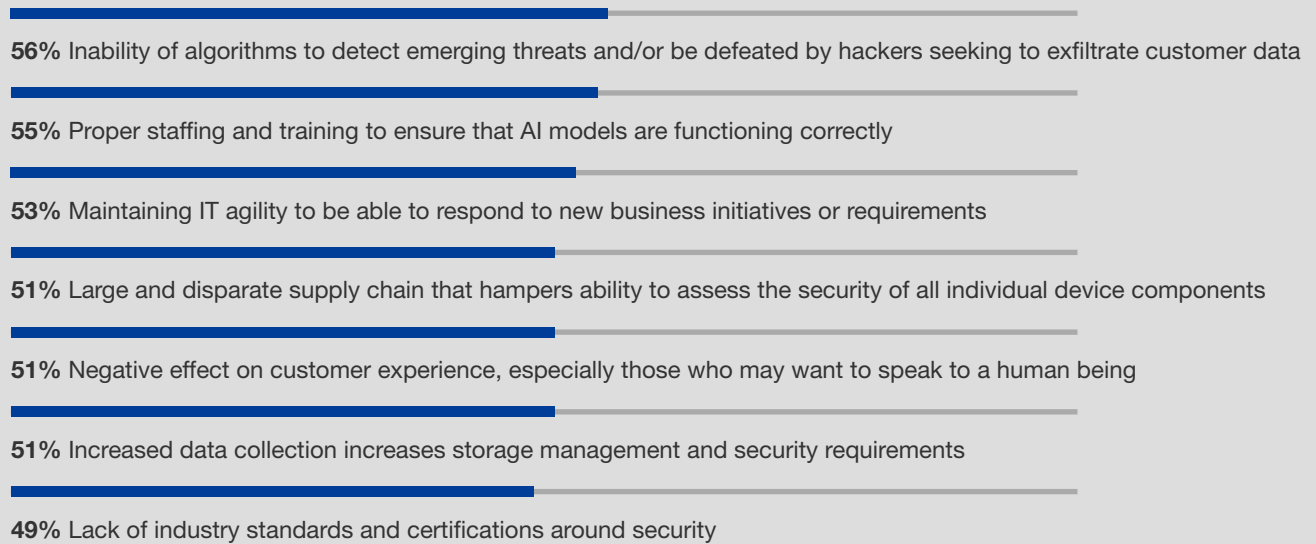 56% Inability of algorithms to detect emerging threats and/or be defeated by hackers seeking to exfiltrate customer data
55% Proper staffing and training to ensure that AI models are functioning correctly
53% Maintaining IT agility to be able to respond to new business initiatives or requirements
51% Large and disparate supply chain that hampers ability to assess the security of all individual device components
51% Negative effect on customer experience, especially those who may want to speak to a human being
51% Increased data collection increases storage management and security requirements
49% Lack of industry standards and certifications around security